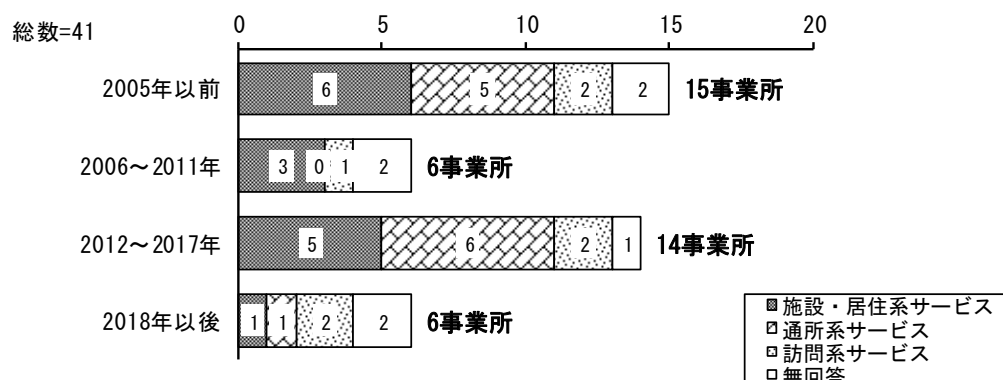 総数=41
0 5 10 15 20
2005年以前 6 5 2 2 15事業所
2006～2011年 3 0 1 2 6事業所
2012～2017年 5 6 2 1 14事業所
2018年以後 1 1 2 2 6事業所
施設・居住系サービス
通所系サービス
訪問系サービス
無回答